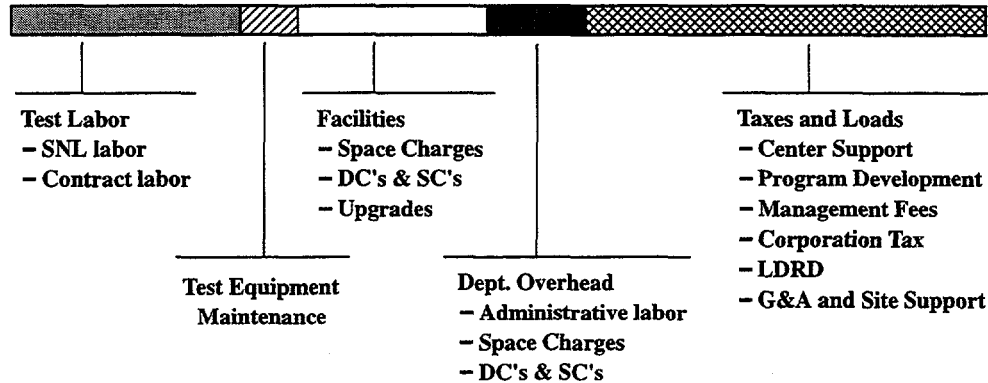 Test Labor
– SNL labor
– Contract labor
Test Equipment
Maintenance
Facilities
– Space Charges
– DC's & SC's
– Upgrades
Dept. Overhead
– Administrative labor
– Space Charges
– DC's & SC's
Taxes and Loads
– Center Support
– Program Development
– Management Fees
– Corporation Tax
– LDRD
– G&A and Site Support